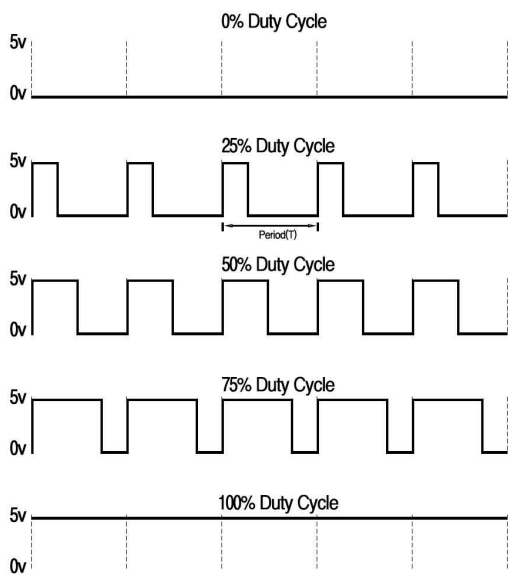 0% Duty Cycle
5v
0v
25% Duty Cycle
5v
0v
Period(T)
50% Duty Cycle
5v
0v
75% Duty Cycle
5v
0v
100% Duty Cycle
5v
0v